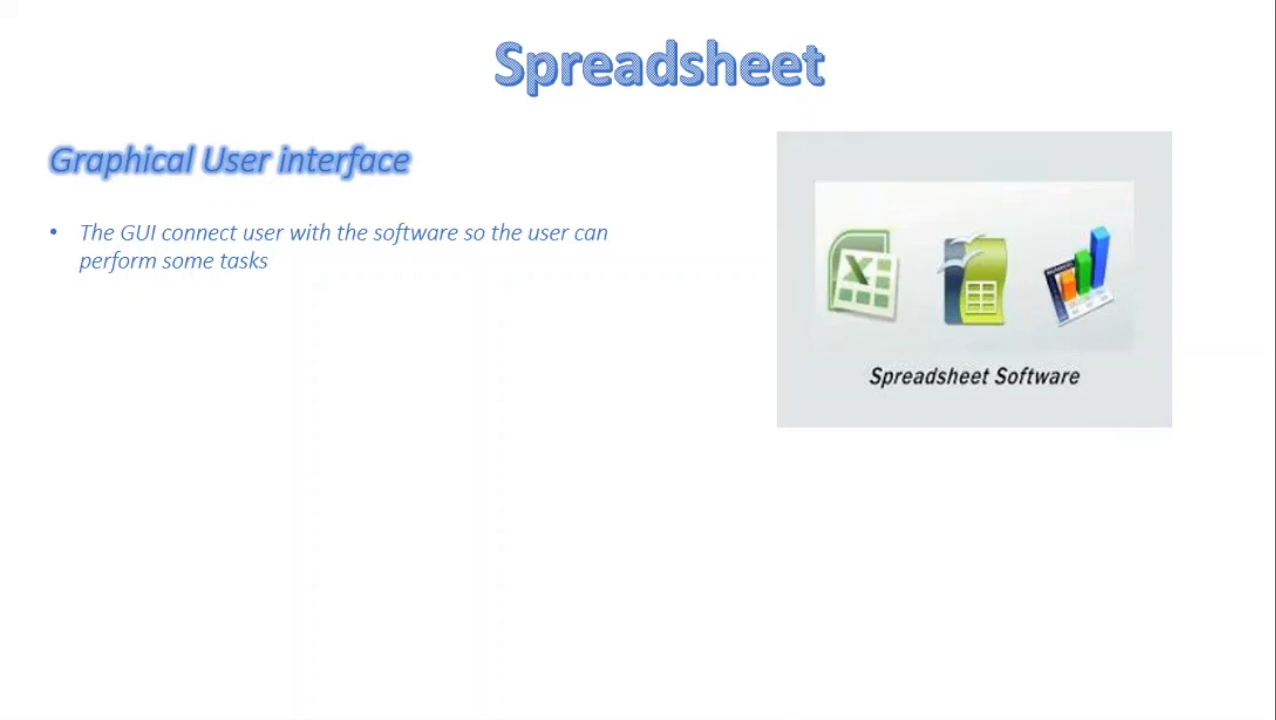 Spreadsheet
Graphical User interface
• The GUI connect user with the software so the user can
perform some tasks
Spreadsheet Software